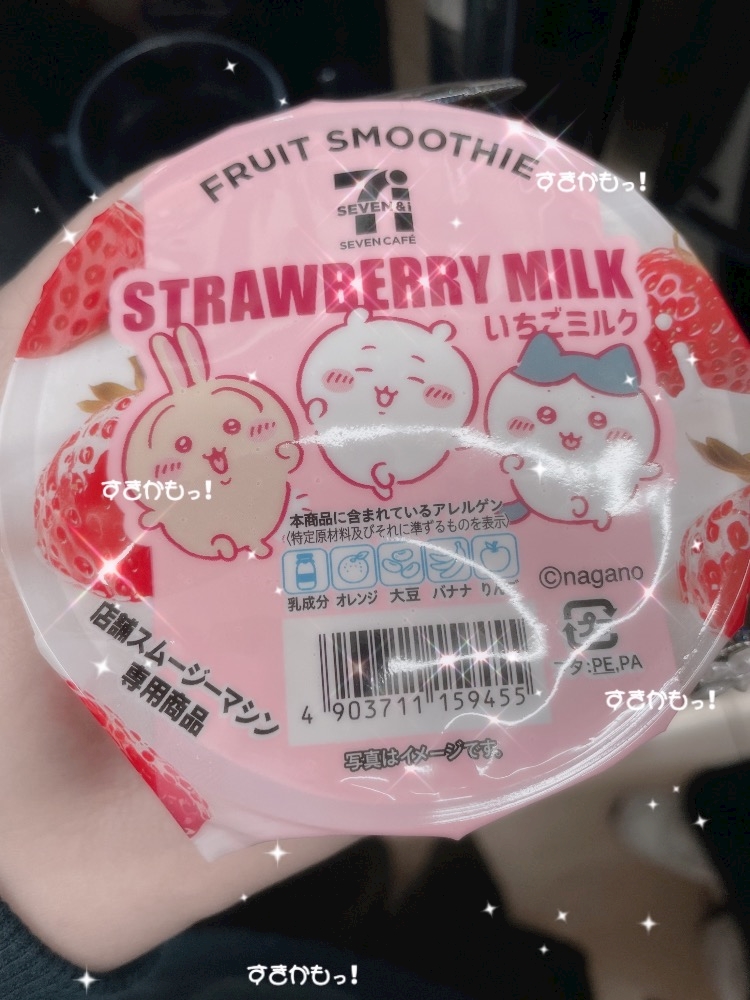 FRUIT SMOOTHIE
すきかもっ!
SEVEN&i
SEVEN CAFÉ
STRAWBERRY MILK
いちごミルク
すきかもっ!
本商品に含まれているアレルゲン
(特定原材料及びそれに準ずるものを表示)
乳成分 オレンジ 大豆 バナナ
©nagano
プラ
:PE,PA
店舗スムージーマシン
専用商品
4 903711 159455
すきかもっ!
写真はイメージです。
すきかもっ!